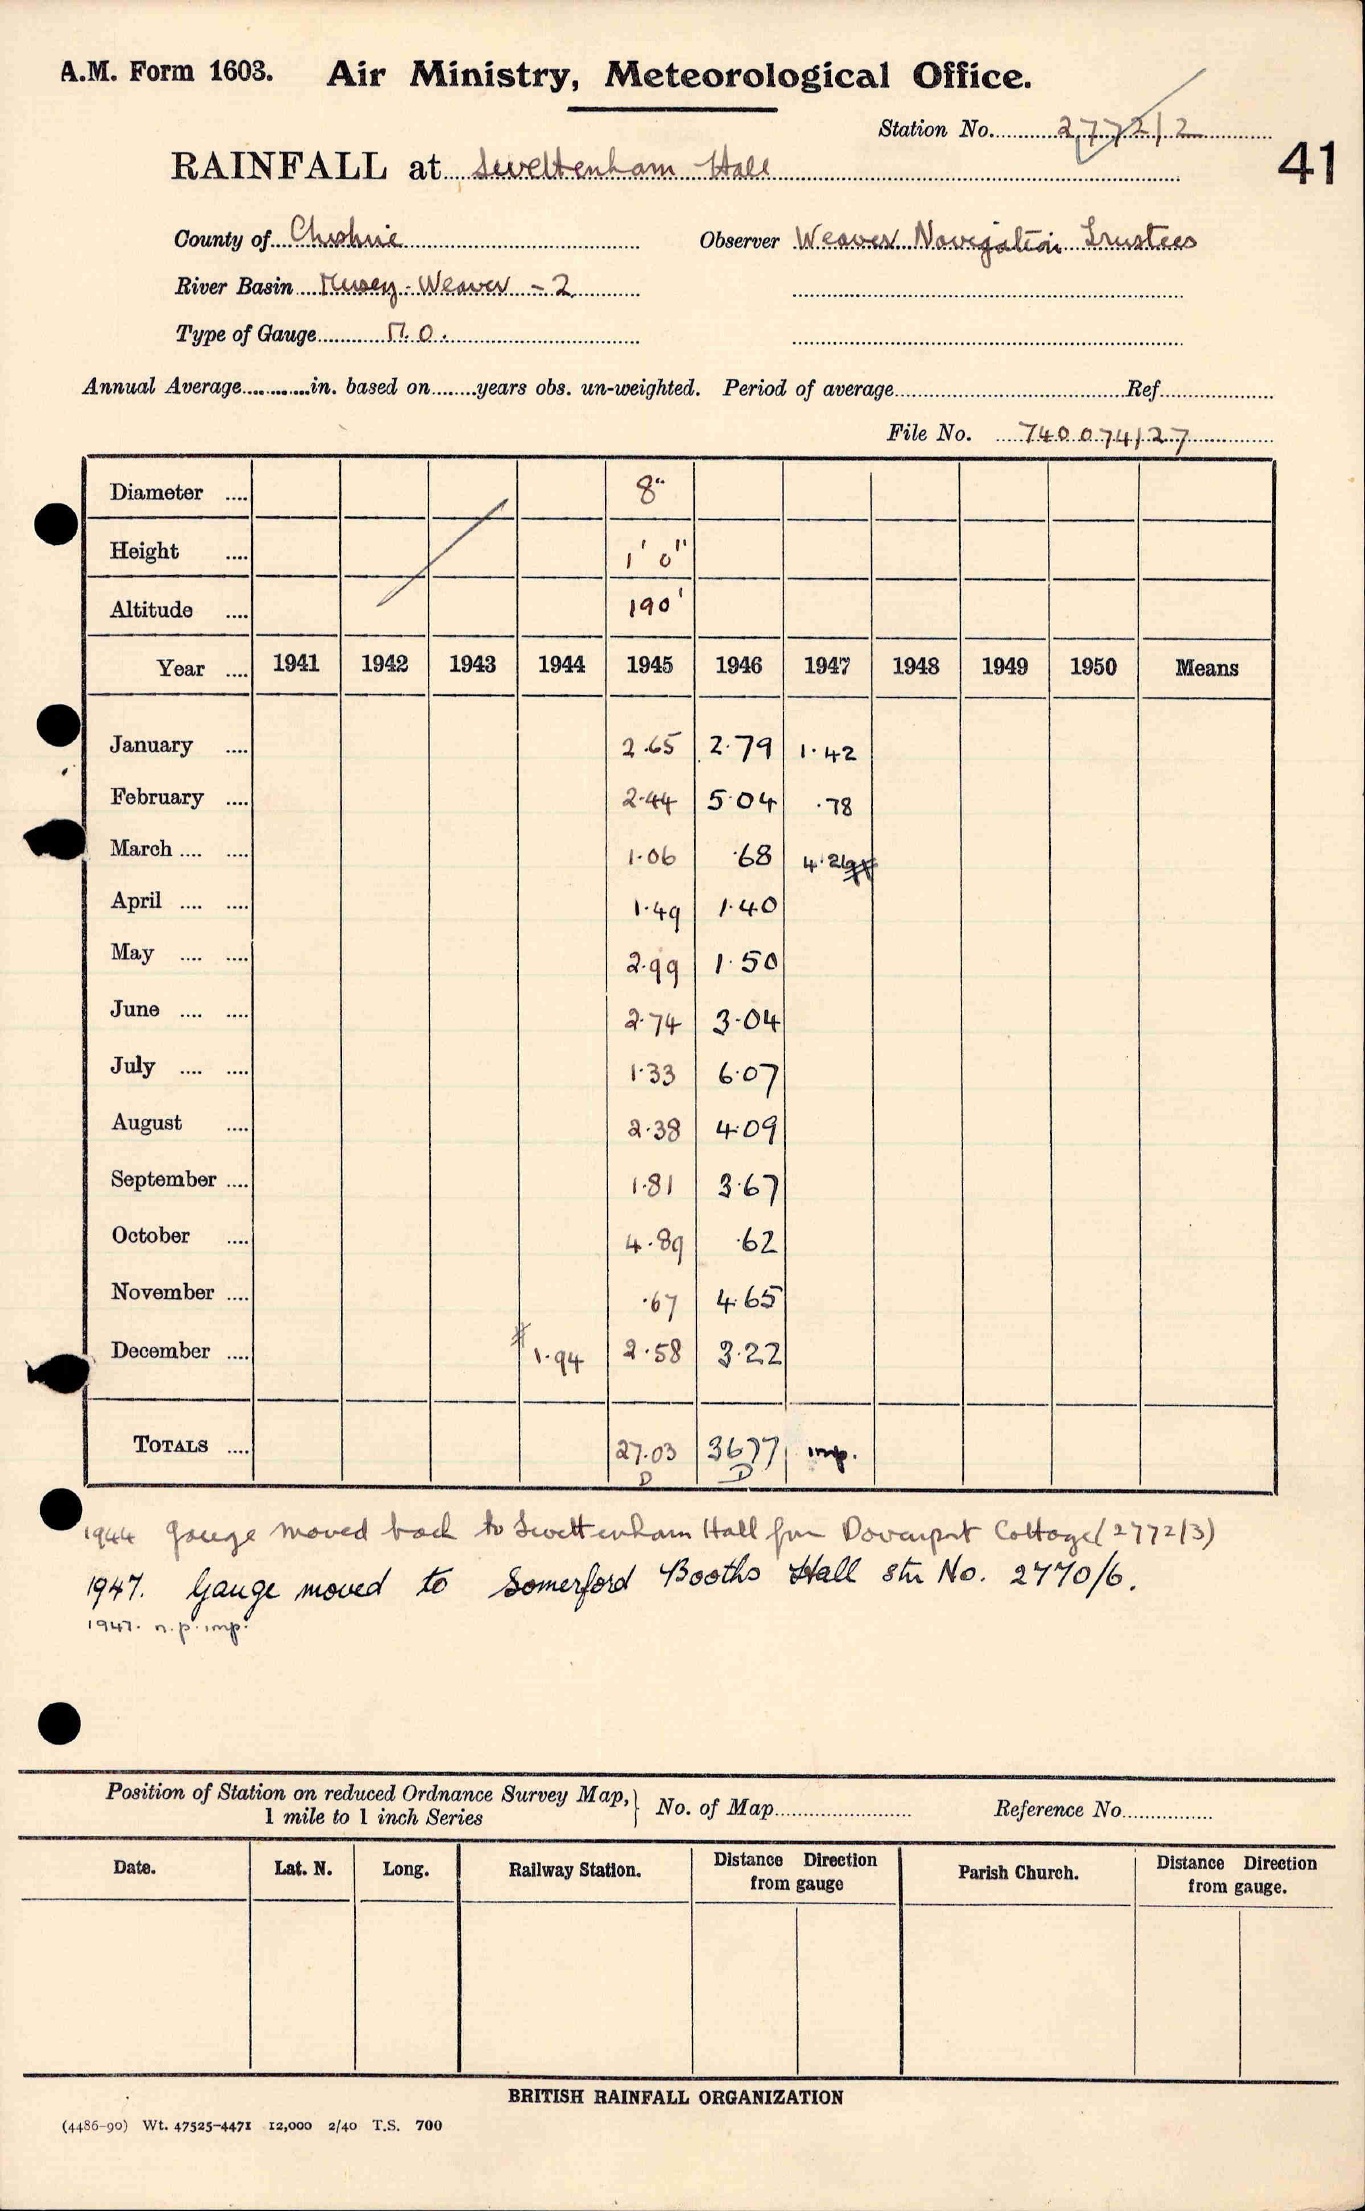 A.M. Form 1603. Air Ministry, Meteorological Office.
Station No. 2772/2
41
RAINFALL at Swettenham Hall
County of Cheshire Observer Weaver Navigation Trustees
River Basin Mersey-Weaver - 2
Type of Gauge M.O.
Annual Average in. based on years obs. un-weighted. Period of average Ref.
File No. 740074/27
Diameter .... 8"
Height .... 1' 0"
Altitude .... 190'
Year .... 1941 1942 1943 1944 1945 1946 1947 1948 1949 1950 Means
January .... 2.65 2.79 1.42
February .... 2.44 5.04 .78
March .... .... 1.06 .68 4.26
April .... .... 1.49 1.40
May .... .... 2.99 1.50
June .... .... 2.74 3.04
July .... .... 1.33 6.07
August .... 2.38 4.09
September .... 1.81 3.67
October .... 4.89 .62
November .... .67 4.65
December .... 1.94 2.58 3.22
TOTALS .... 27.03 3677 imp.
D D
1944 gauge moved back to Swettenham Hall fm Davenport Cottage (2772/3)
1947. Gauge moved to Somerford Booths Hall stn No. 2770/6.
1947. n.p. imp.
Position of Station on reduced Ordnance Survey Map, } No. of Map Reference No.
1 mile to 1 inch Series
Date. Lat. N. Long. Railway Station. Distance Direction from gauge Parish Church. Distance Direction from gauge.
BRITISH RAINFALL ORGANIZATION
(4486-90) Wt. 47525-4471 12,000 2/40 T.S. 700